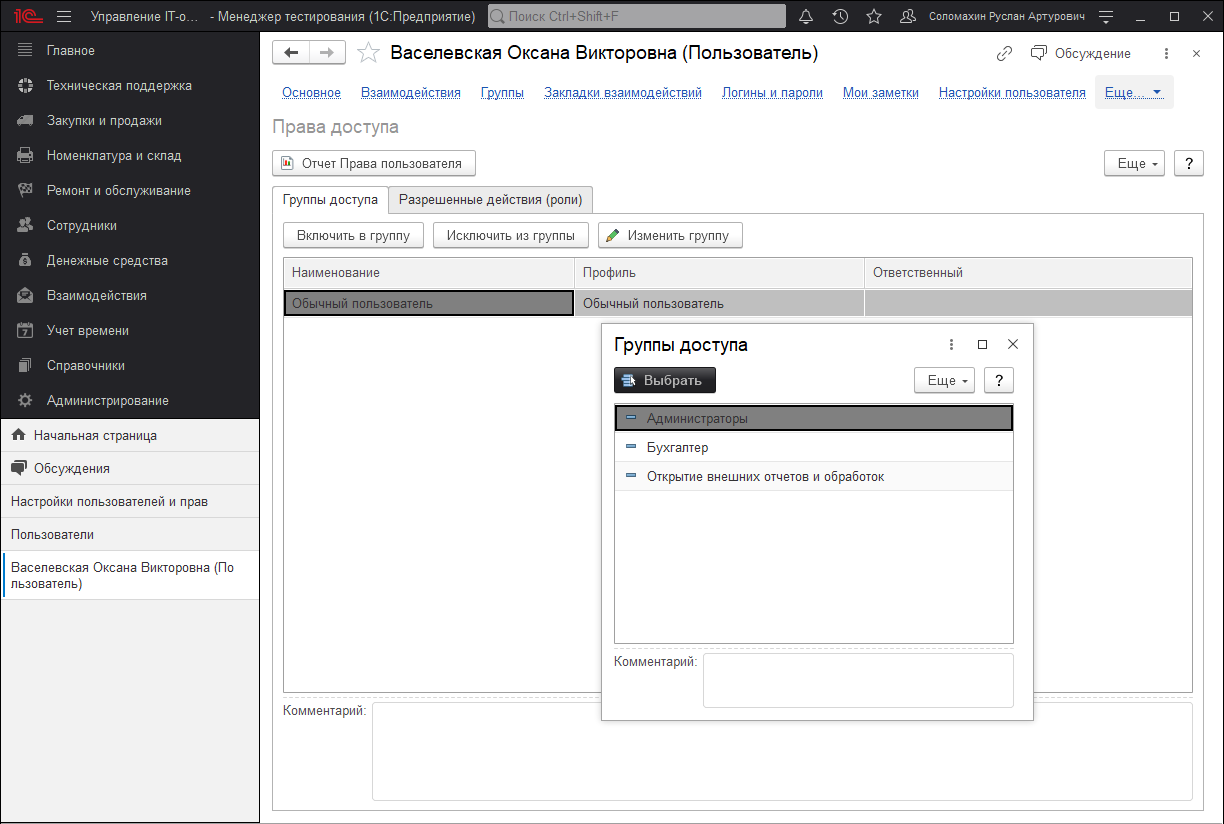 1С Управление IT-о... - Менеджер тестирования (1С:Предприятие) Поиск Ctrl+Shift+F Соломахин Руслан Артурович
Главное
Техническая поддержка
Закупки и продажи
Номенклатура и склад
Ремонт и обслуживание
Сотрудники
Денежные средства
Взаимодействия
Учет времени
Справочники
Администрирование
Начальная страница
Обсуждения
Настройки пользователей и прав
Пользователи
Васелевская Оксана Викторовна (По
льзователь)
Васелевская Оксана Викторовна (Пользователь) Обсуждение
Основное Взаимодействия Группы Закладки взаимодействий Логины и пароли Мои заметки Настройки пользователя Еще...
Права доступа
Отчет Права пользователя Еще ?
Группы доступа Разрешенные действия (роли)
Включить в группу Исключить из группы Изменить группу
Наименование Профиль Ответственный
Обычный пользователь Обычный пользователь
Группы доступа
Выбрать Еще ?
Администраторы
Бухгалтер
Открытие внешних отчетов и обработок
Комментарий:
Комментарий: